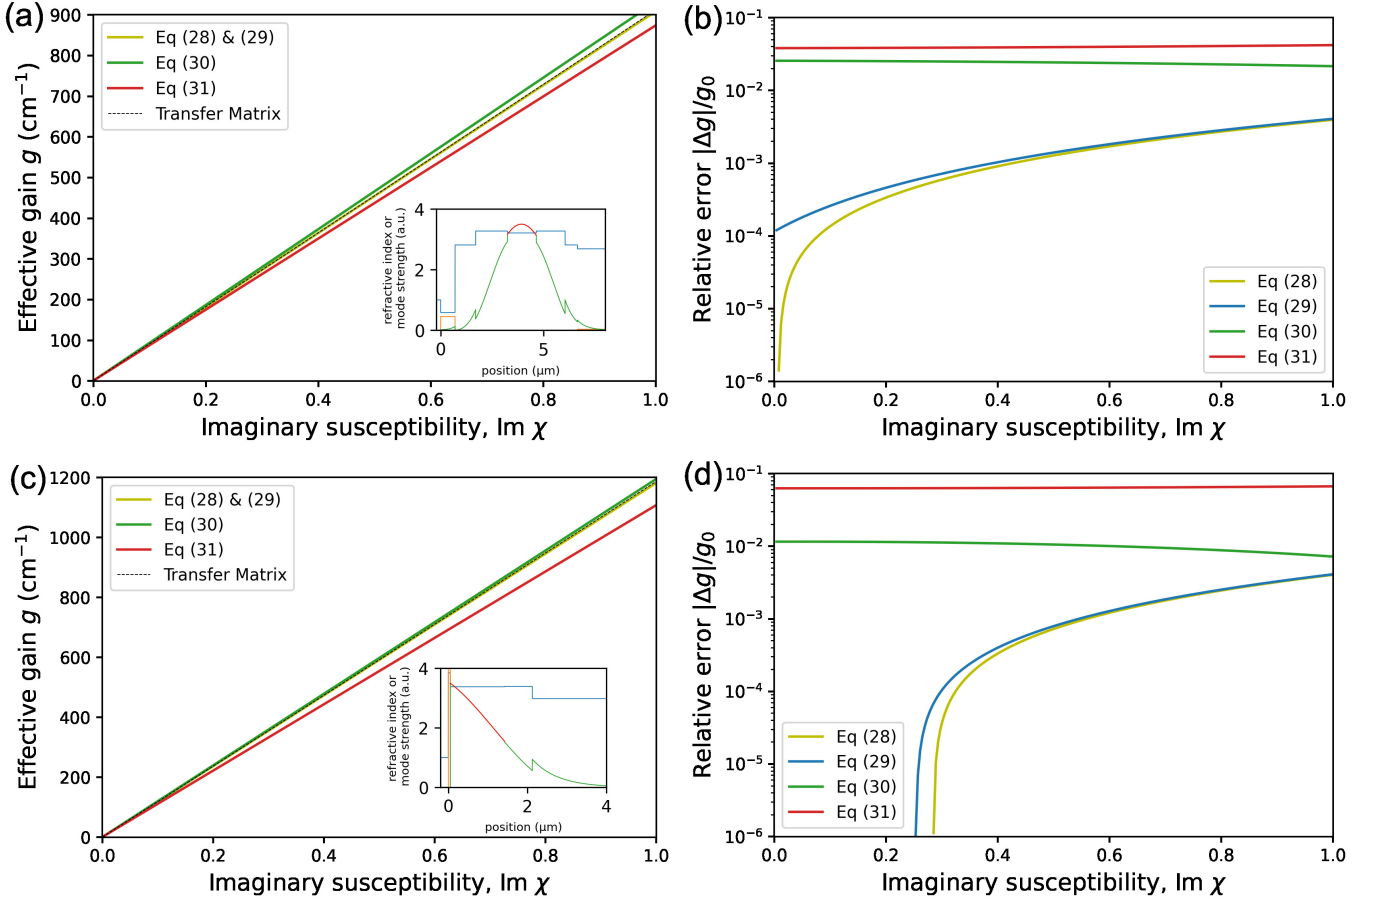 (a)
Effective gain g (cm⁻¹)
900
800
700
600
500
400
300
200
100
0
Eq (28) & (29)
Eq (30)
Eq (31)
Transfer Matrix
refractive index or
mode strength (a.u.)
4
2
0
0 5
position (μm)
0.0 0.2 0.4 0.6 0.8 1.0
Imaginary susceptibility, Im χ
(b)
Relative error |Δg|/g₀
10⁻¹
10⁻²
10⁻³
10⁻⁴
10⁻⁵
10⁻⁶
Eq (28)
Eq (29)
Eq (30)
Eq (31)
0.0 0.2 0.4 0.6 0.8 1.0
Imaginary susceptibility, Im χ
(c)
Effective gain g (cm⁻¹)
1200
1000
800
600
400
200
0
Eq (28) & (29)
Eq (30)
Eq (31)
Transfer Matrix
refractive index or
mode strength (a.u.)
4
2
0
0 2 4
position (μm)
0.0 0.2 0.4 0.6 0.8 1.0
Imaginary susceptibility, Im χ
(d)
Relative error |Δg|/g₀
10⁻¹
10⁻²
10⁻³
10⁻⁴
10⁻⁵
10⁻⁶
Eq (28)
Eq (29)
Eq (30)
Eq (31)
0.0 0.2 0.4 0.6 0.8 1.0
Imaginary susceptibility, Im χ